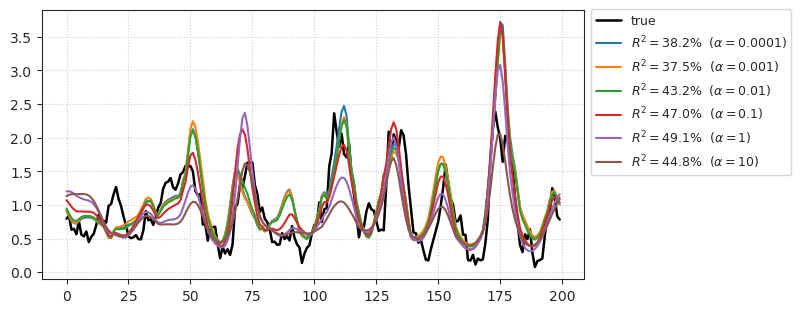 3.5
3.0
2.5
2.0
1.5
1.0
0.5
0.0
0 25 50 75 100 125 150 175 200
true
R² = 38.2% (α = 0.0001)
R² = 37.5% (α = 0.001)
R² = 43.2% (α = 0.01)
R² = 47.0% (α = 0.1)
R² = 49.1% (α = 1)
R² = 44.8% (α = 10)